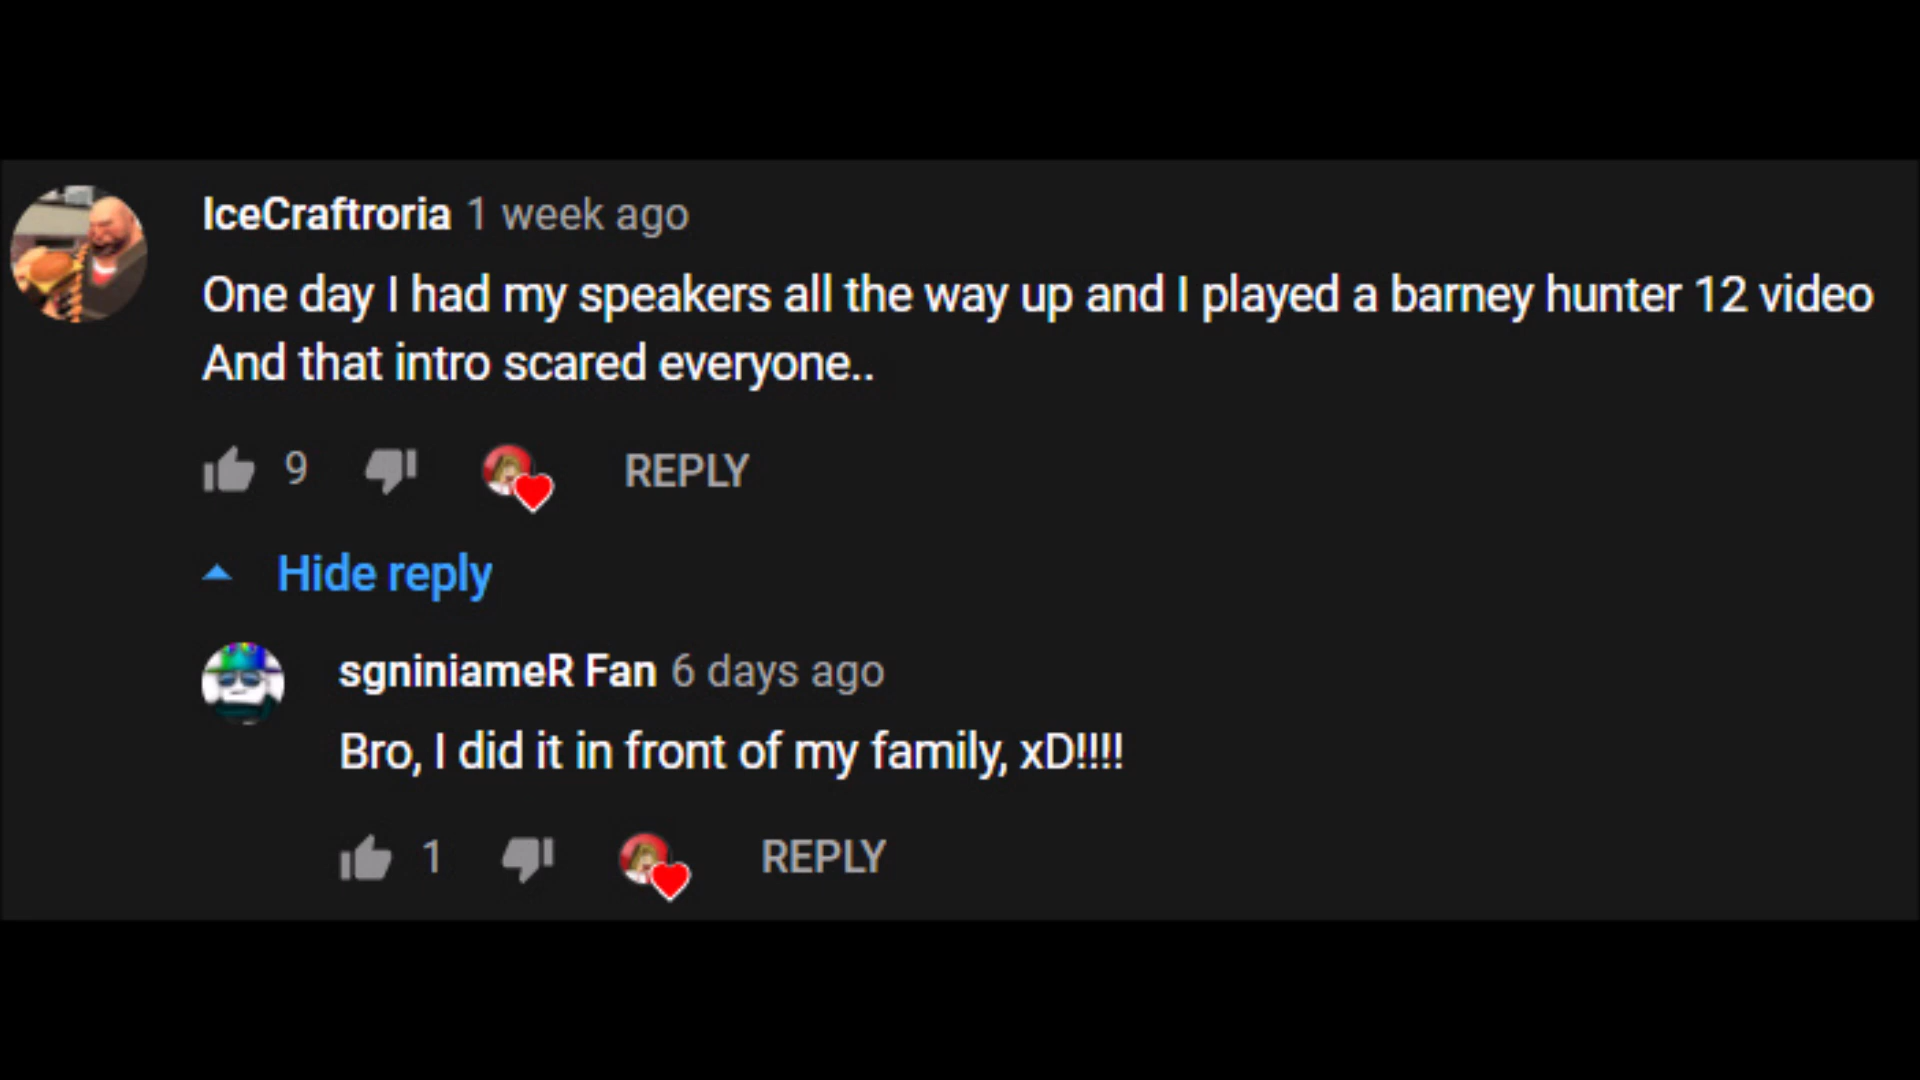 IceCraftroria 1 week ago
One day I had my speakers all the way up and I played a barney hunter 12 video
And that intro scared everyone..
9 REPLY
Hide reply
sgniniameR Fan 6 days ago
Bro, I did it in front of my family, xD!!!!
1 REPLY